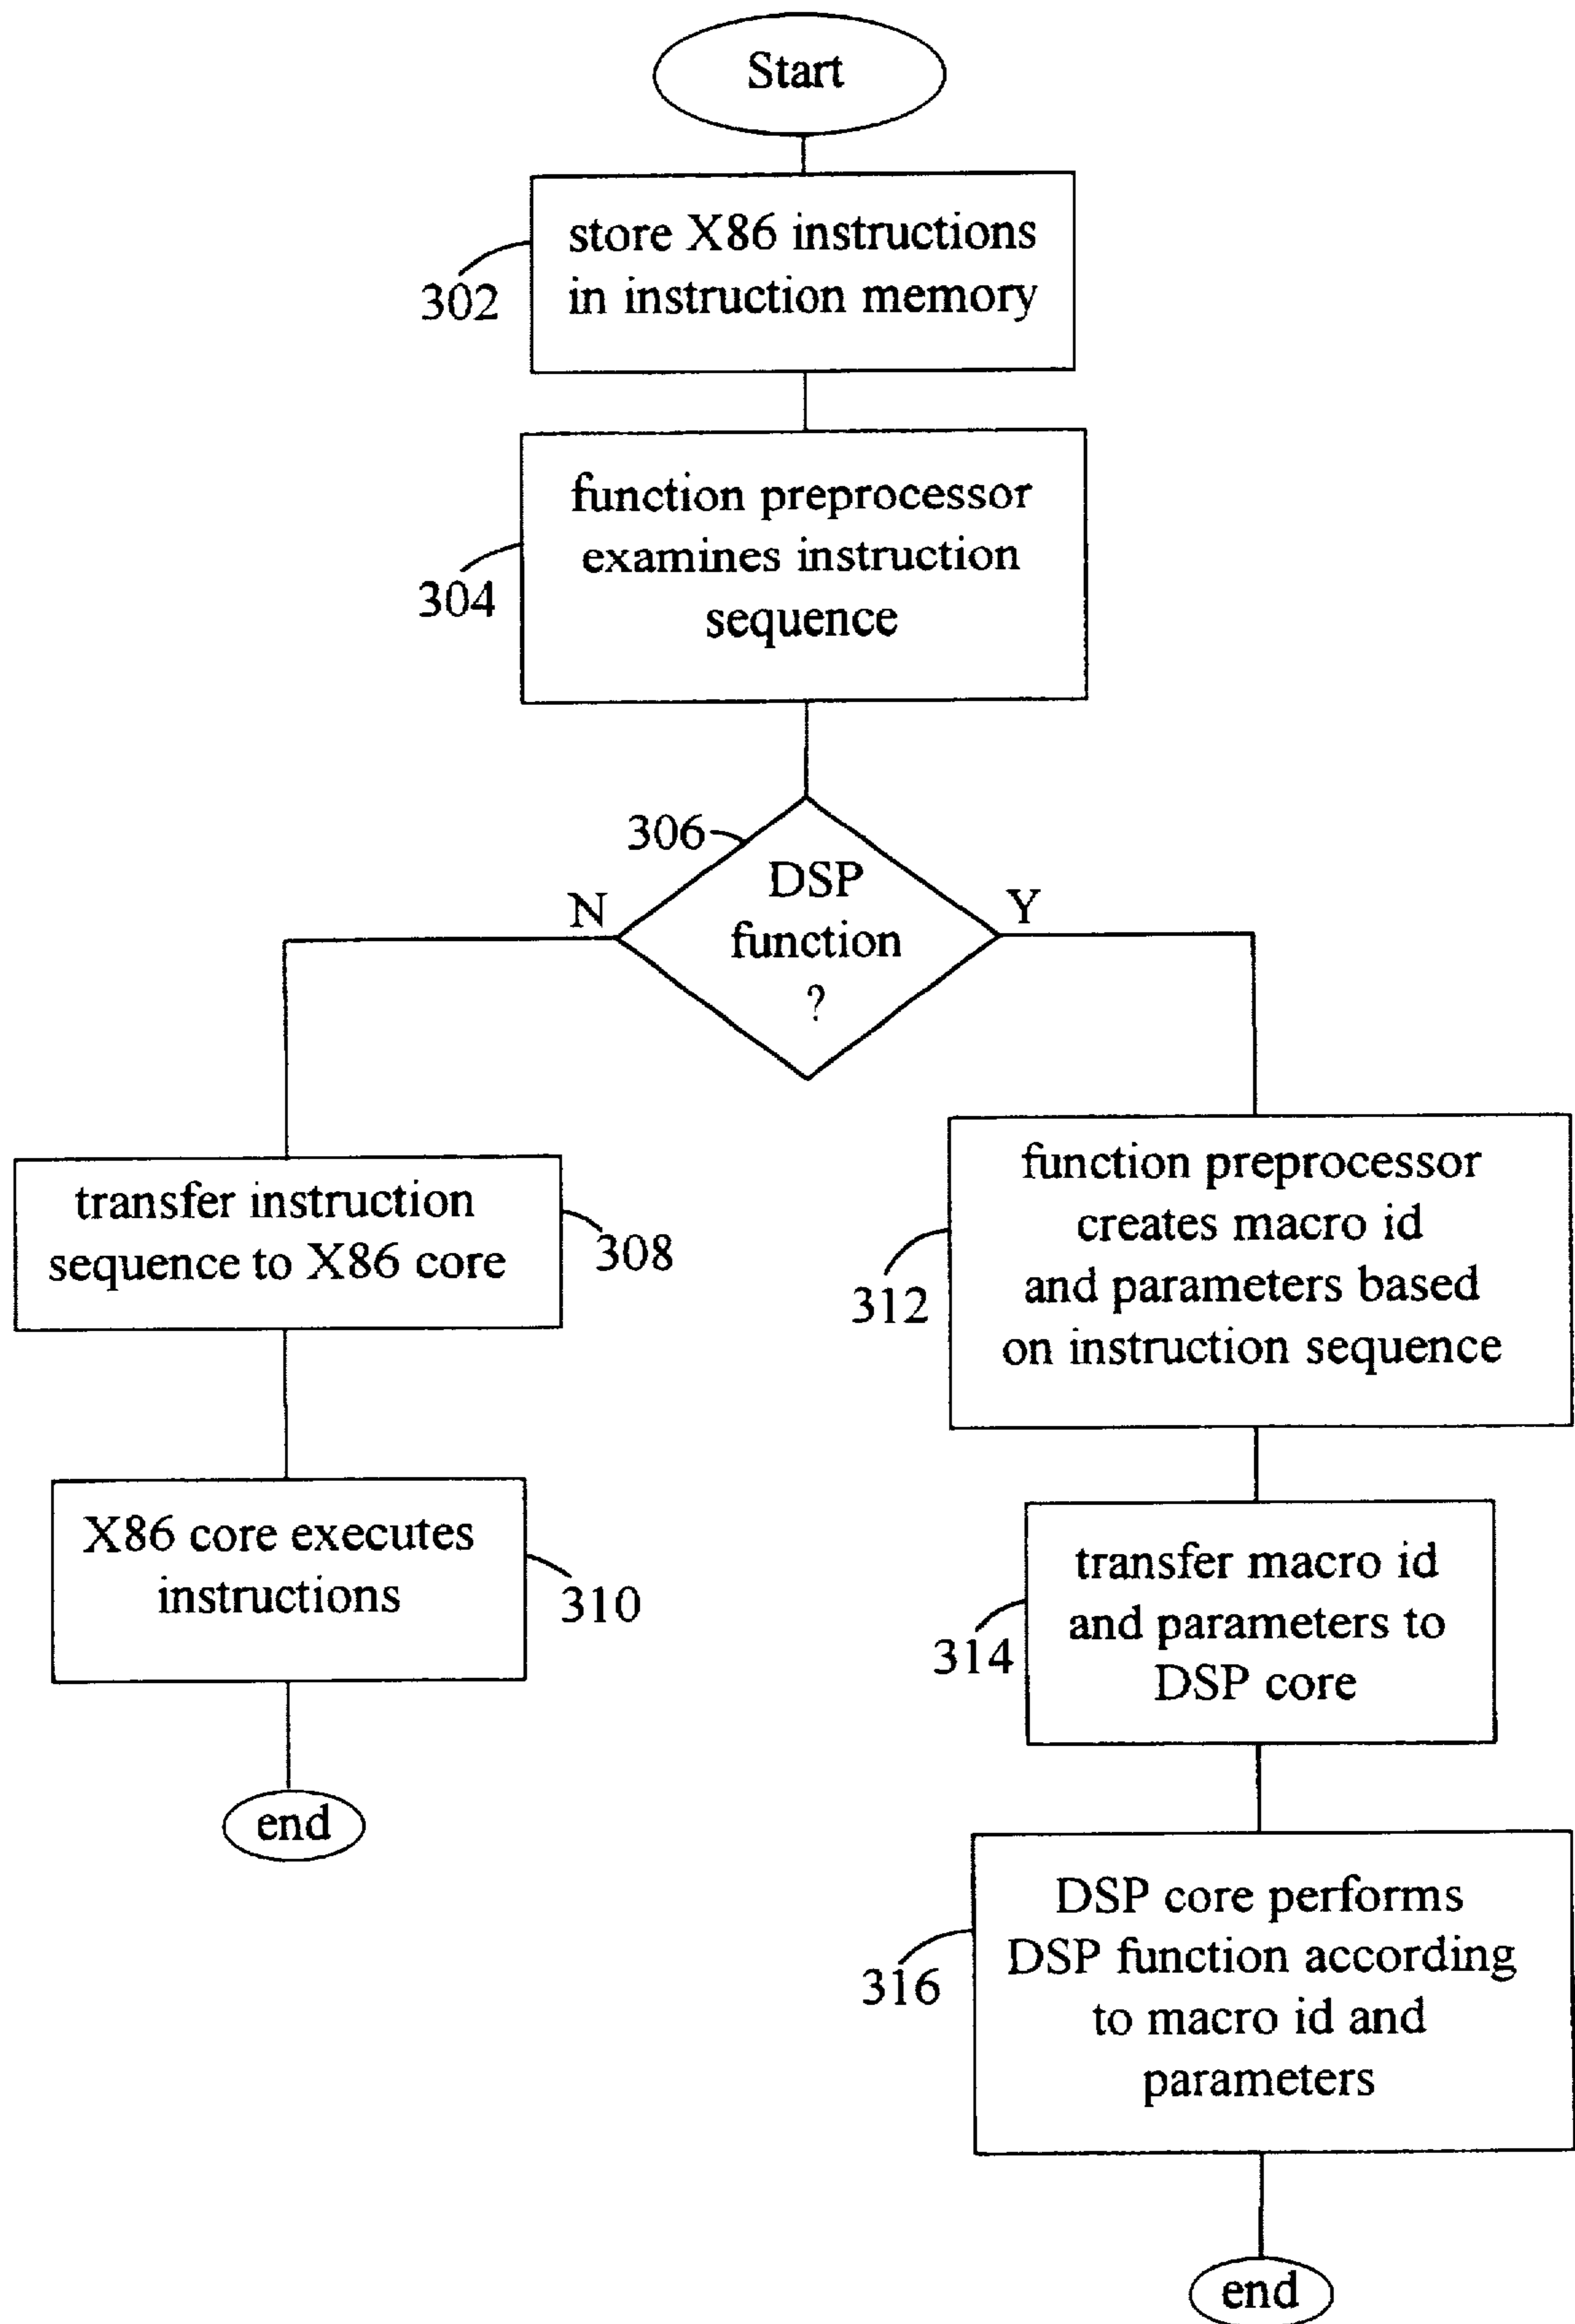 Start
store X86 instructions
in instruction memory
302
function preprocessor
examines instruction
sequence
304
306
DSP
function
?
N
Y
transfer instruction
sequence to X86 core
308
X86 core executes
instructions
310
end
function preprocessor
creates macro id
and parameters based
on instruction sequence
312
transfer macro id
and parameters to
DSP core
314
DSP core performs
DSP function according
to macro id and
parameters
316
end